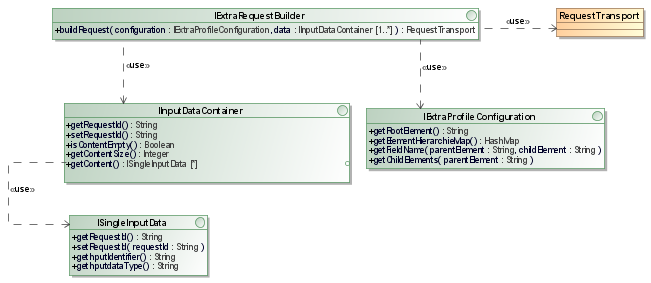 IExtraRequestBuilder
+buildRequest( configuration : IExtraProfileConfiguration, data : IInputDataContainer [1..*] ) : RequestTransport
«use»
RequestTransport
«use»
«use»
IInputDataContainer
+getRequestId() : String
+setRequestId() : String
+isContentEmpty() : Boolean
+getContentSize() : Integer
+getContent() : ISingleInputData [*]
IExtraProfileConfiguration
+getRootElement() : String
+getElementHierarchieMap() : HashMap
+getFieldName( parentElement : String, childElement : String )
+getChildElements( parentElement : String )
«use»
ISingleInputData
+getRequestId() : String
+setRequestId( requestId : String )
+getInputIdentifier() : String
+getInputdataType() : String